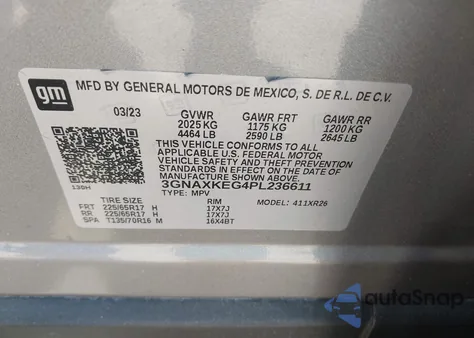 gm
MFD BY GENERAL MOTORS DE MEXICO, S. DE R.L. DE C.V.
03/23 GVWR GAWR FRT GAWR RR
2025 KG 1175 KG 1200 KG
4464 LB 2590 LB 2645 LB
THIS VEHICLE CONFORMS TO ALL
APPLICABLE U.S. FEDERAL MOTOR
VEHICLE SAFETY AND THEFT PREVENTION
STANDARDS IN EFFECT ON THE DATE OF
MANUFACTURE SHOWN ABOVE.
3GNAXKEG4PL236611
TYPE: MPV MODEL: 411XR26
TIRE SIZE RIM
FRT 225/65R17 H 17X7J
RR 225/65R17 H 17X7J
SPA T135/70R16 M 16X4BT
autoSnap